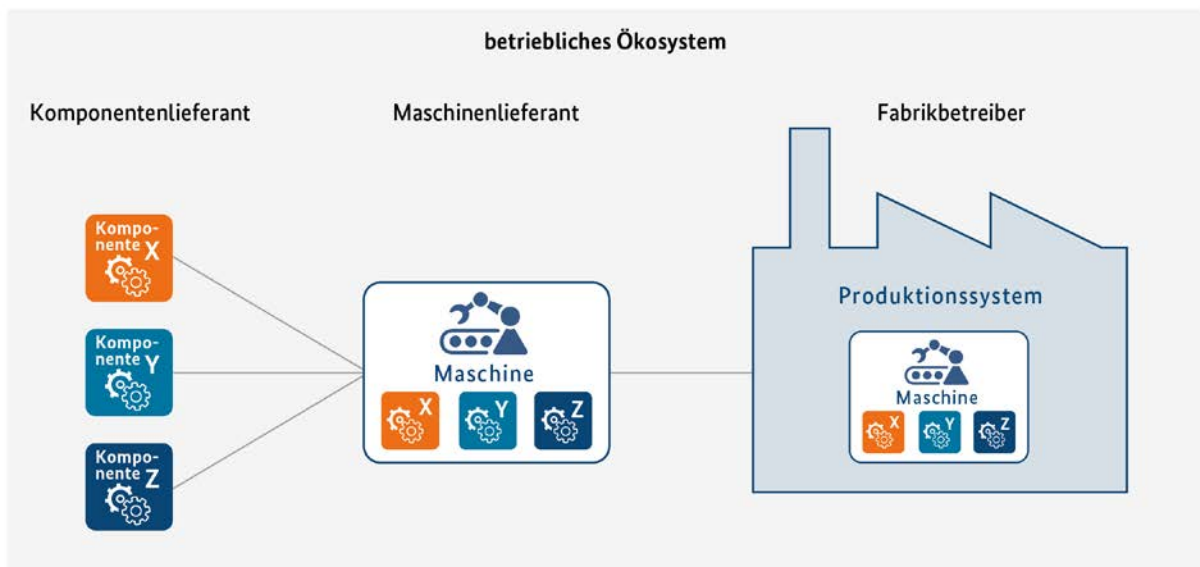 betriebliches Ökosystem
Komponentenlieferant
Maschinenlieferant
Fabrikbetreiber
Kompo-
nente X
Kompo-
nente Y
Kompo-
nente Z
Maschine
X
Y
Z
Produktionssystem
Maschine
X
Y
Z